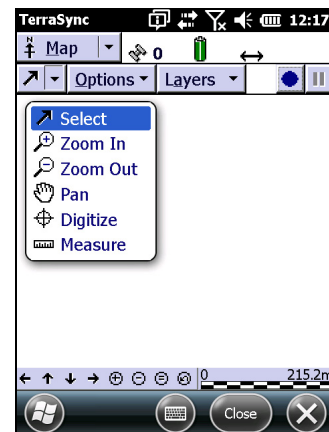 TerraSync 12:17
Map 0
Options Layers
Select
Zoom In
Zoom Out
Pan
Digitize
Measure
0 215.2m
Close